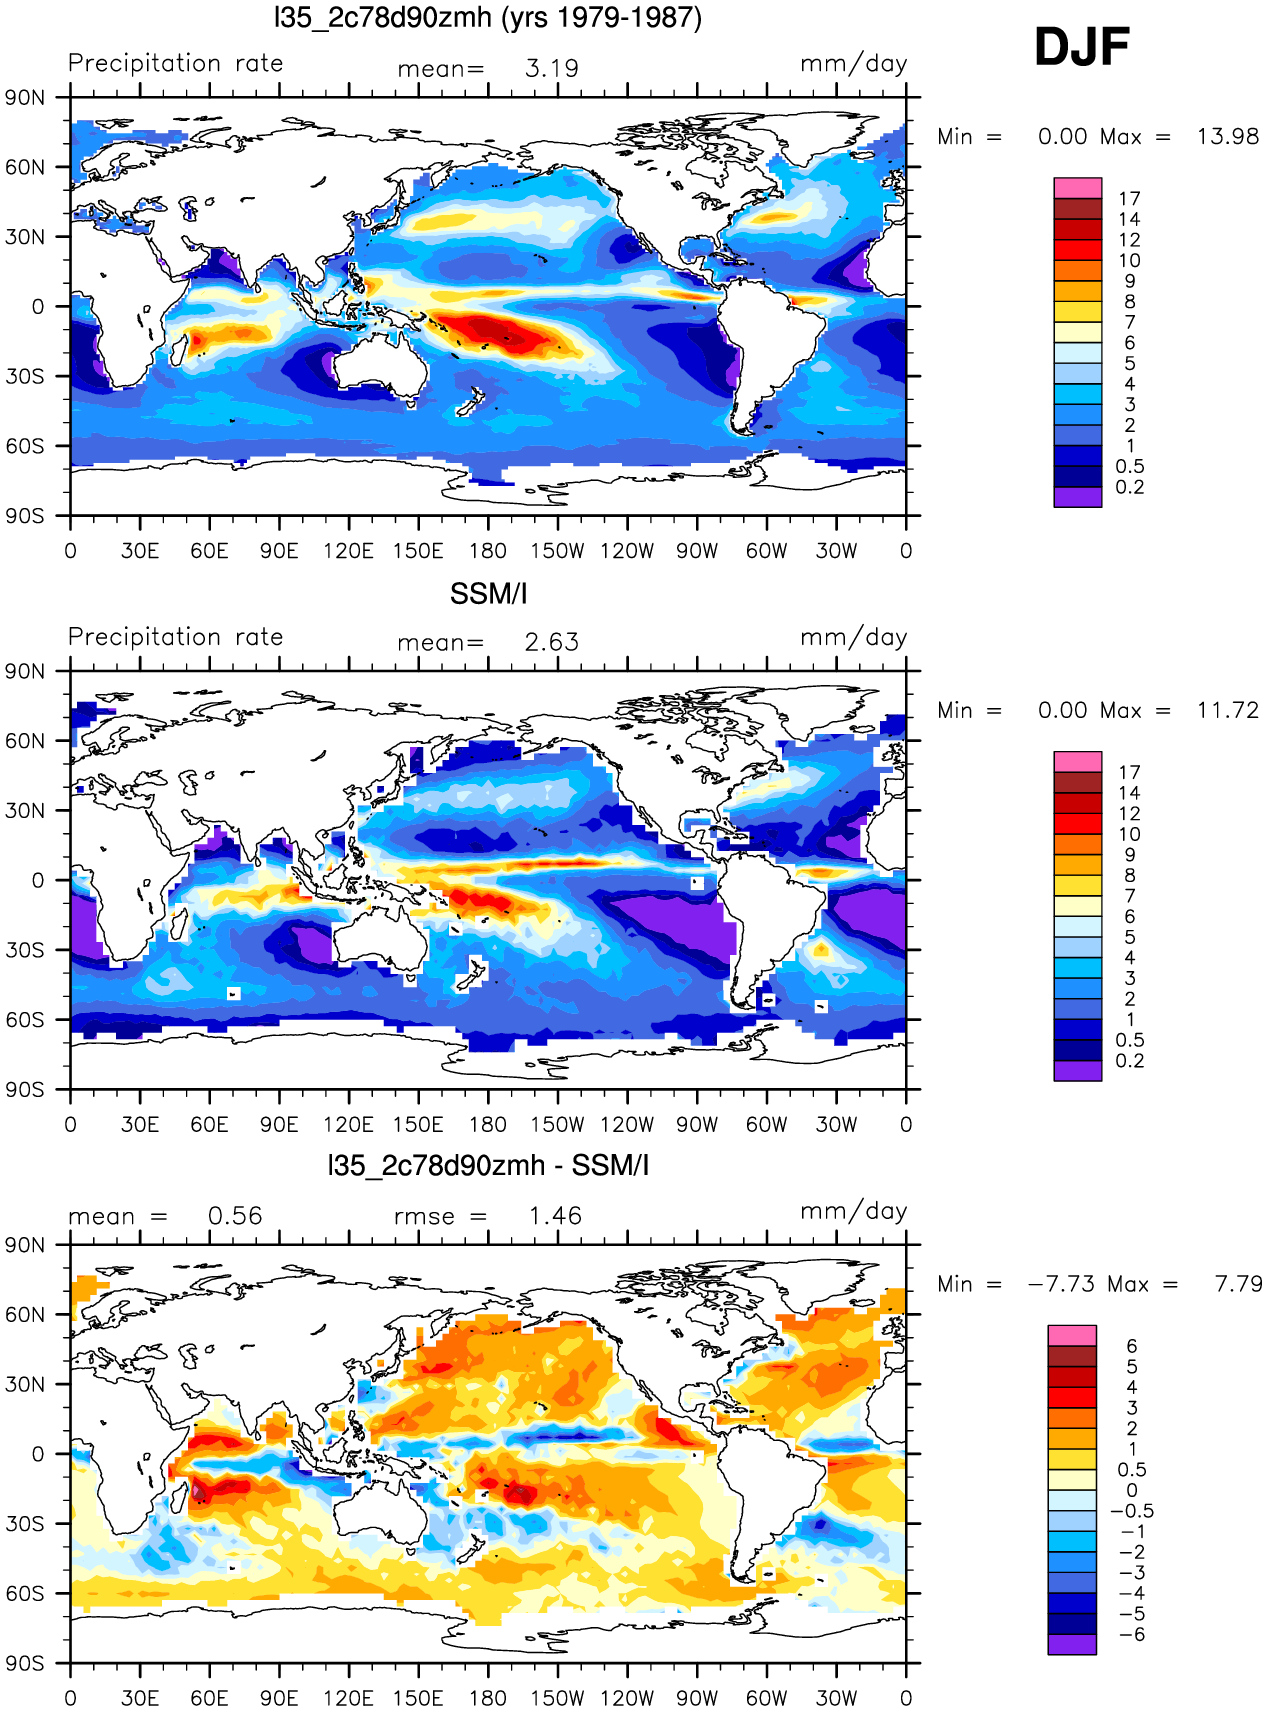 l35_2c78d90zmh (yrs 1979-1987)
DJF
Precipitation rate mean= 3.19 mm/day
Min = 0.00 Max = 13.98
90N
60N
30N
0
30S
60S
90S
0 30E 60E 90E 120E 150E 180 150W 120W 90W 60W 30W 0
17
14
12
10
9
8
7
6
5
4
3
2
1
0.5
0.2
SSM/I
Precipitation rate mean= 2.63 mm/day
Min = 0.00 Max = 11.72
90N
60N
30N
0
30S
60S
90S
0 30E 60E 90E 120E 150E 180 150W 120W 90W 60W 30W 0
17
14
12
10
9
8
7
6
5
4
3
2
1
0.5
0.2
l35_2c78d90zmh - SSM/I
mean = 0.56 rmse = 1.46 mm/day
Min = −7.73 Max = 7.79
90N
60N
30N
0
30S
60S
90S
0 30E 60E 90E 120E 150E 180 150W 120W 90W 60W 30W 0
6
5
4
3
2
1
0.5
0
−0.5
−1
−2
−3
−4
−5
−6